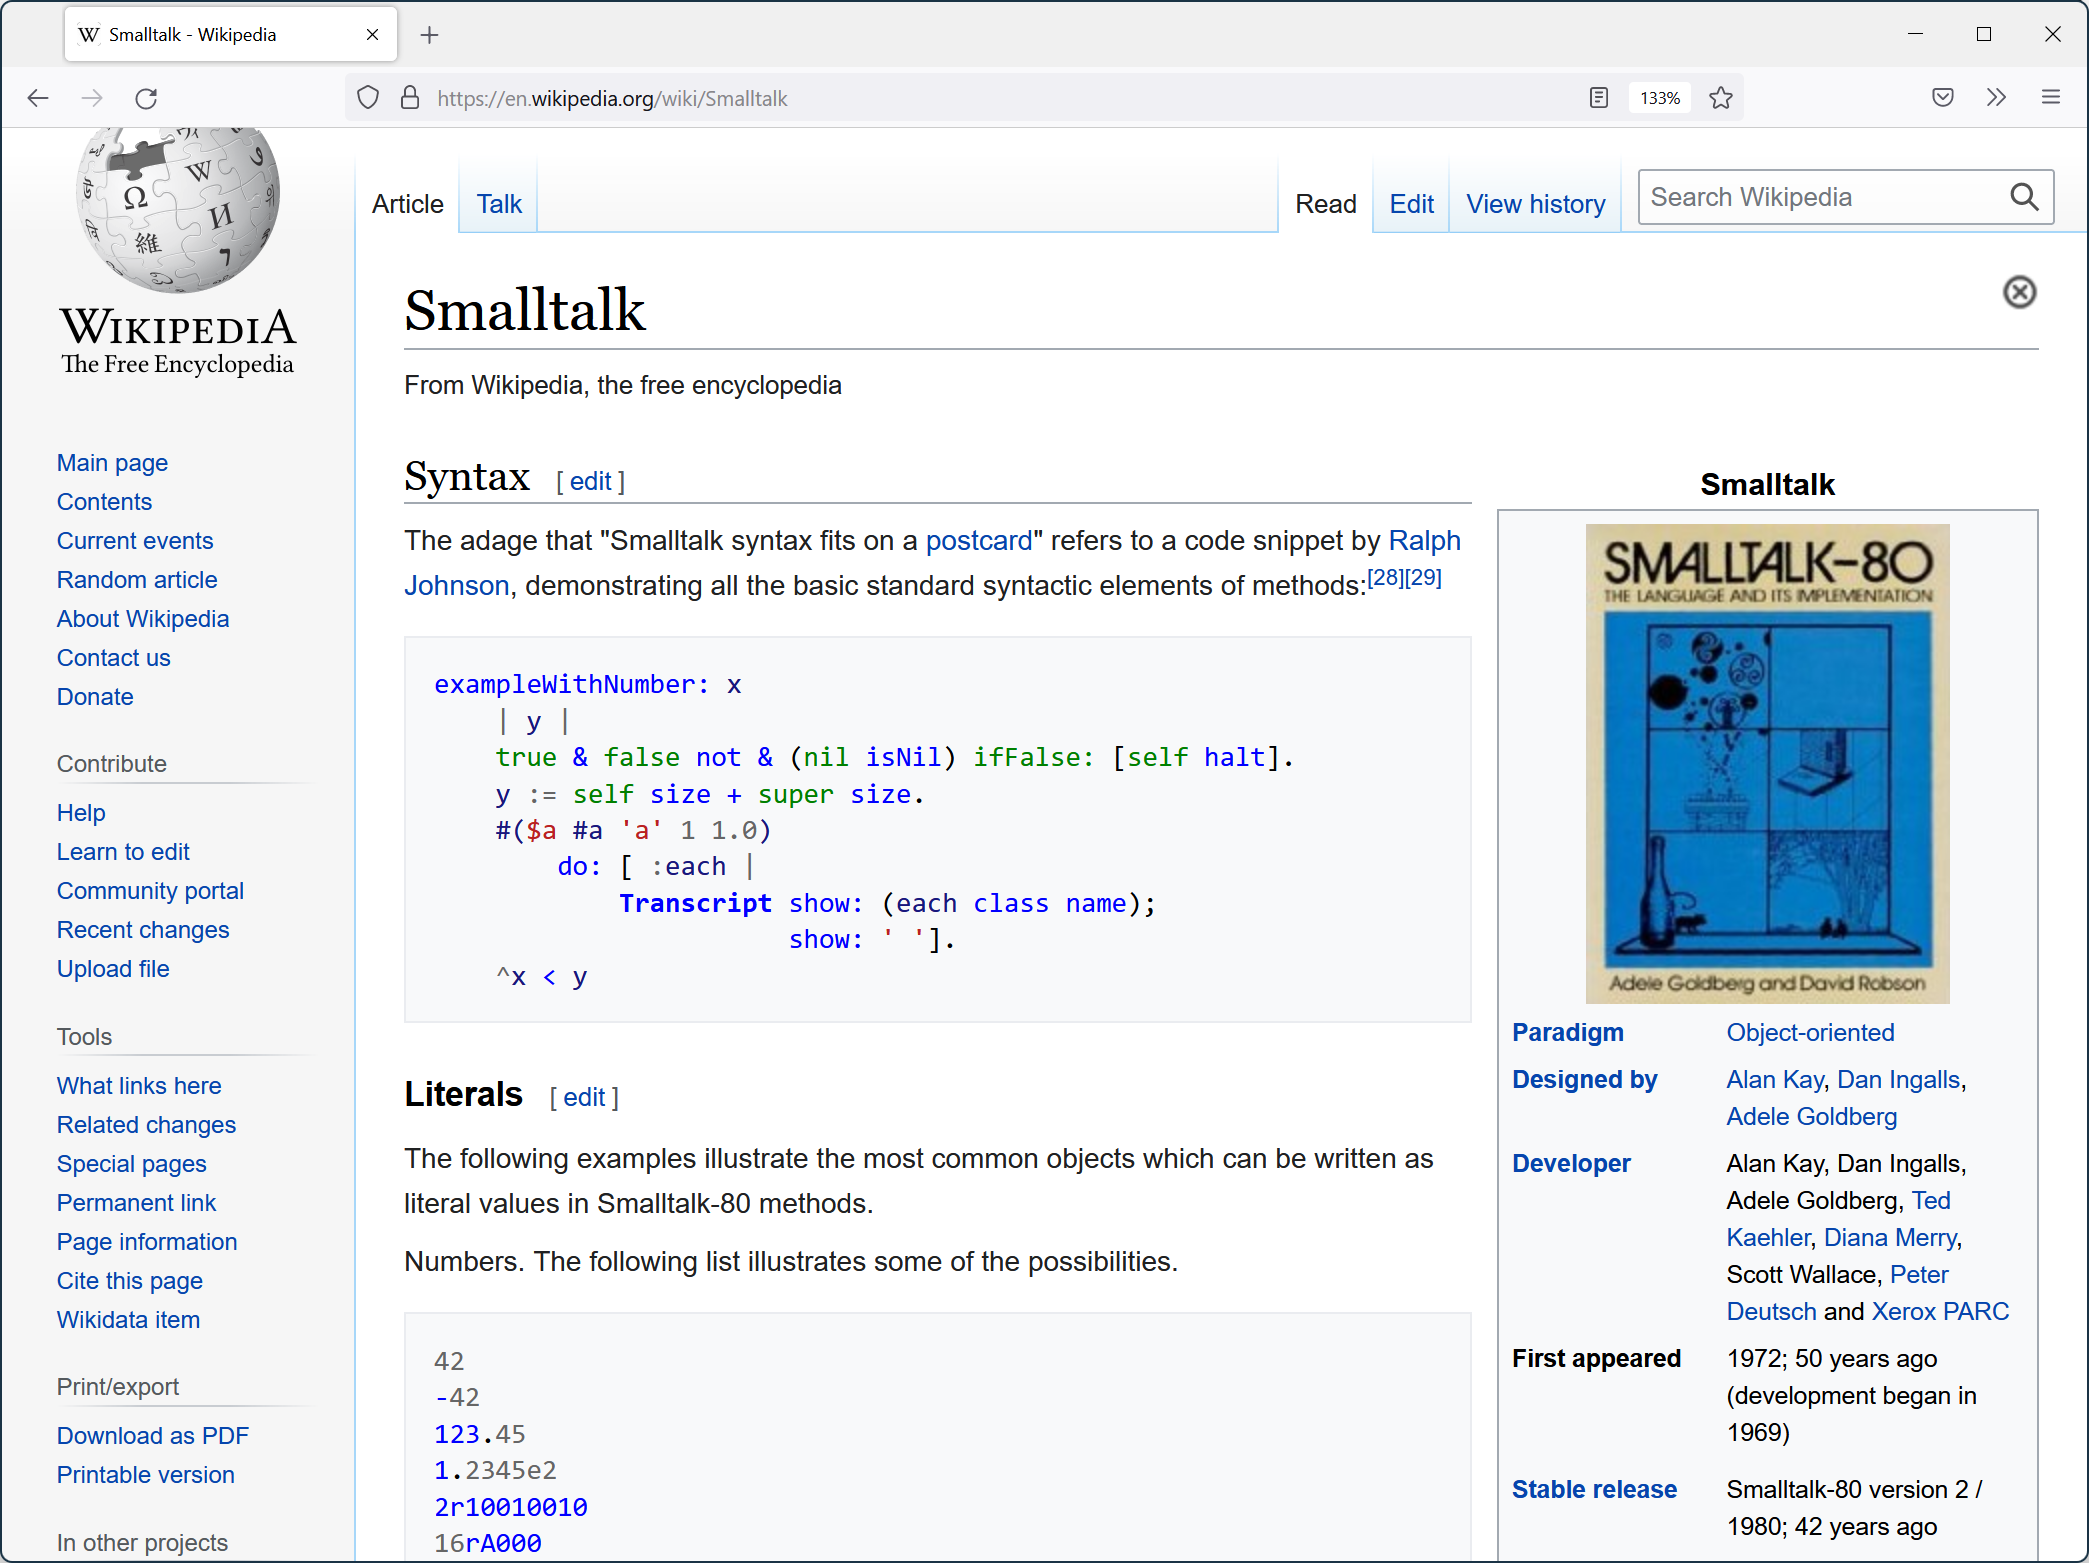 Smalltalk - Wikipedia
https://en.wikipedia.org/wiki/Smalltalk
133%
WIKIPEDIA
The Free Encyclopedia
Main page
Contents
Current events
Random article
About Wikipedia
Contact us
Donate
Contribute
Help
Learn to edit
Community portal
Recent changes
Upload file
Tools
What links here
Related changes
Special pages
Permanent link
Page information
Cite this page
Wikidata item
Print/export
Download as PDF
Printable version
In other projects
Article Talk
Read Edit View history
Search Wikipedia
Smalltalk
From Wikipedia, the free encyclopedia
Syntax [ edit ]
The adage that "Smalltalk syntax fits on a postcard" refers to a code snippet by Ralph
Johnson, demonstrating all the basic standard syntactic elements of methods:[28][29]
exampleWithNumber: x
| y |
true & false not & (nil isNil) ifFalse: [self halt].
y := self size + super size.
#($a #a 'a' 1 1.0)
do: [ :each |
Transcript show: (each class name);
show: ' '].
^x < y
Literals [ edit ]
The following examples illustrate the most common objects which can be written as
literal values in Smalltalk-80 methods.
Numbers. The following list illustrates some of the possibilities.
42
-42
123.45
1.2345e2
2r10010010
16rA000
Smalltalk
SMALLTALK-80
THE LANGUAGE AND ITS IMPLEMENTATION
Adele Goldberg and David Robson
Paradigm Object-oriented
Designed by Alan Kay, Dan Ingalls,
Adele Goldberg
Developer Alan Kay, Dan Ingalls,
Adele Goldberg, Ted
Kaehler, Diana Merry,
Scott Wallace, Peter
Deutsch and Xerox PARC
First appeared 1972; 50 years ago
(development began in
1969)
Stable release Smalltalk-80 version 2 /
1980; 42 years ago